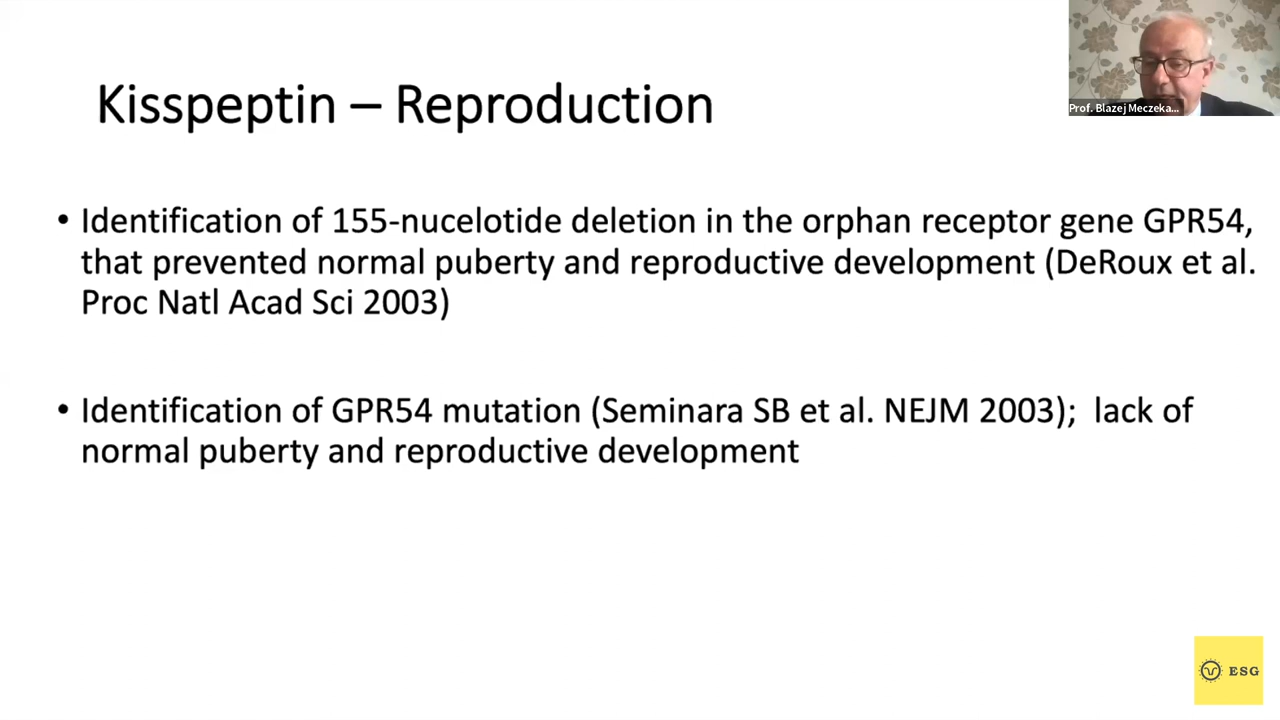 Kisspeptin – Reproduction
Prof. Blazej Meczeka...
• Identification of 155-nucelotide deletion in the orphan receptor gene GPR54,
that prevented normal puberty and reproductive development (DeRoux et al.
Proc Natl Acad Sci 2003)
• Identification of GPR54 mutation (Seminara SB et al. NEJM 2003);  lack of
normal puberty and reproductive development
ESG